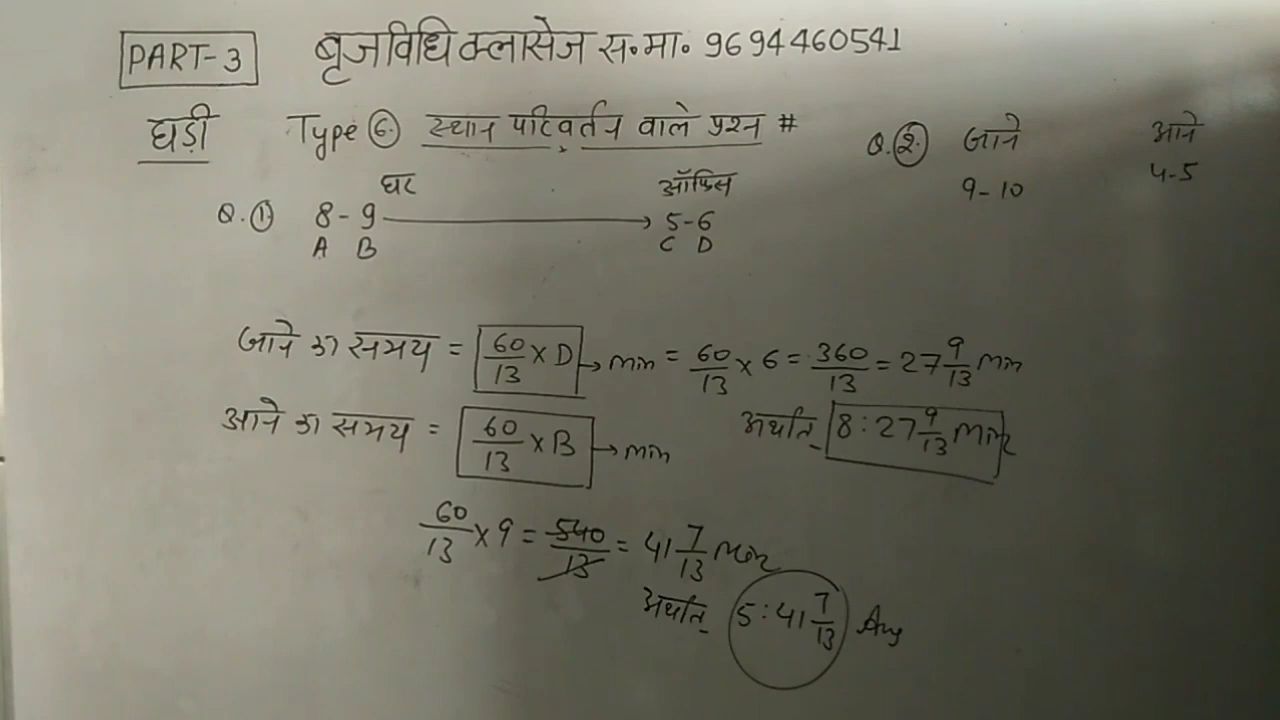 PART-3 बृजविधि क्लासेज स॰मा॰ 9694460541
घड़ी Type ⑥ स्थान परिवर्तन वाले प्रश्न #
Q.② जाने आने
9-10 4-5
घर ऑफिस
Q.① 8-9 → 5-6
A B C D
जाने का समय = 60/13 × D → min = 60/13 × 6 = 360/13 = 27 9/13 min
अर्थात् 8:27 9/13 min
आने का समय = 60/13 × B → min
60/13 × 9 = 540/13 = 41 7/13 min
अर्थात् 5:41 7/13 Ans